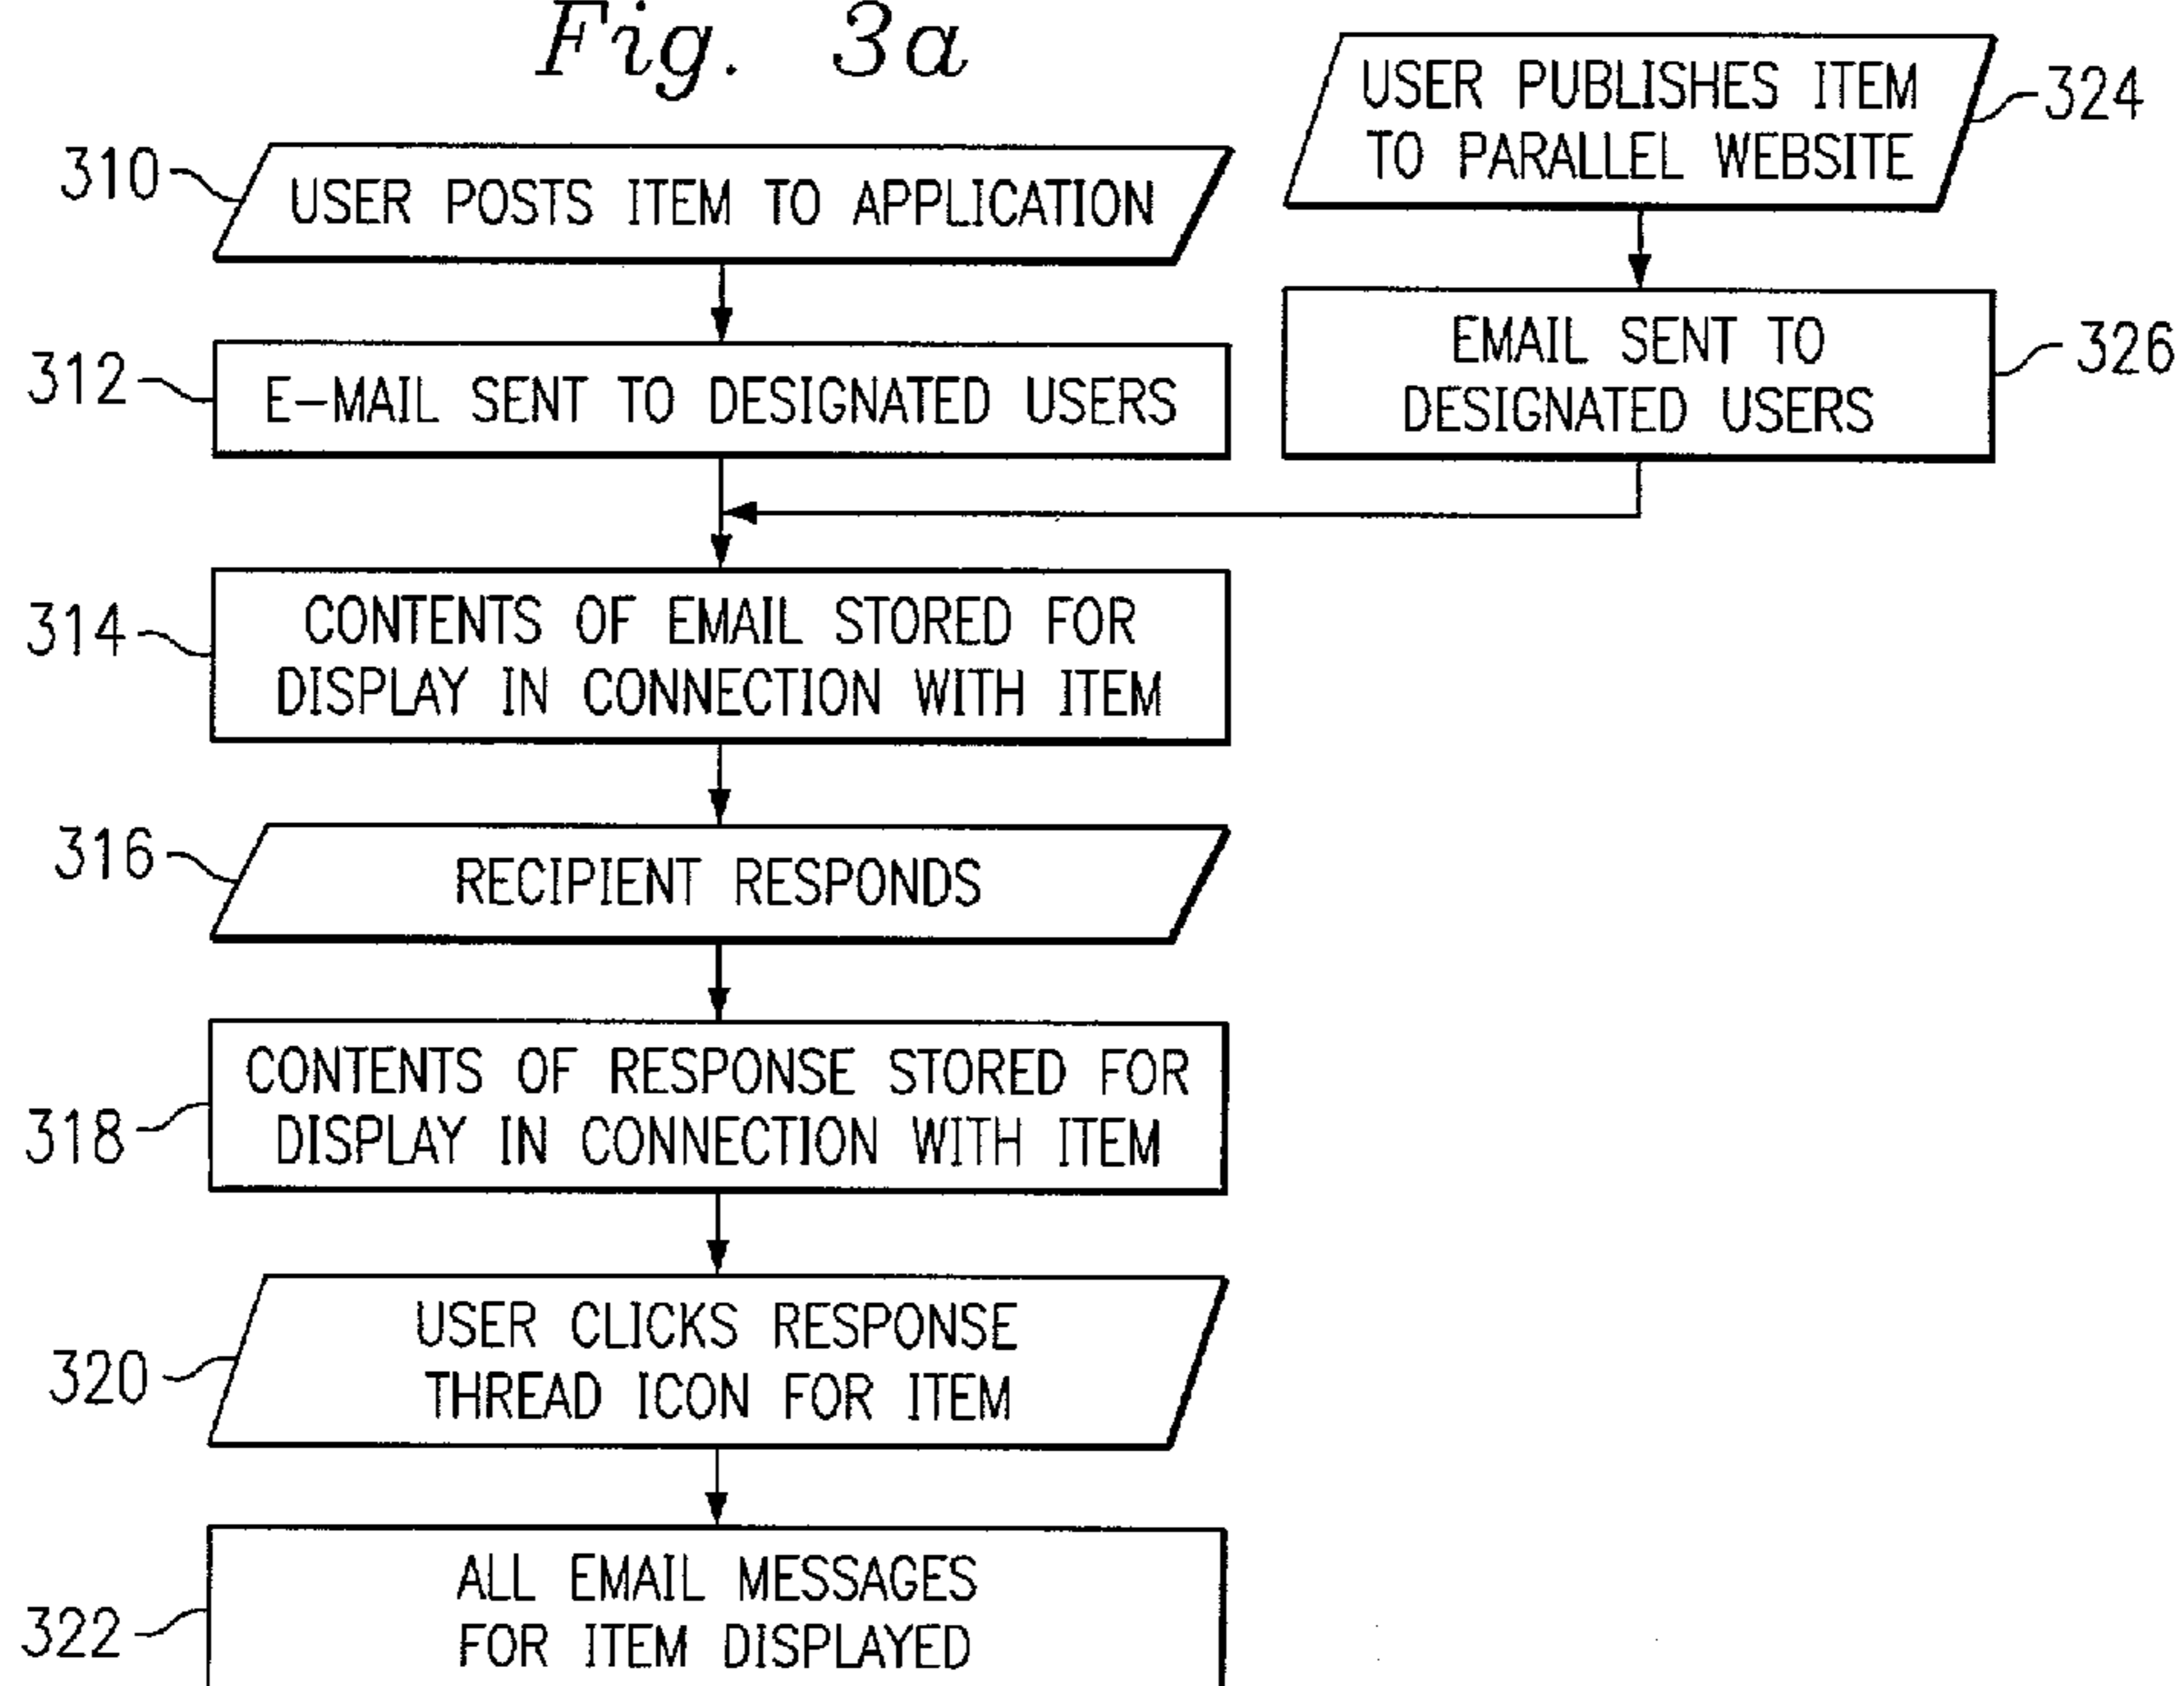 Fig. 3a
310
USER POSTS ITEM TO APPLICATION
312
E-MAIL SENT TO DESIGNATED USERS
324
USER PUBLISHES ITEM
TO PARALLEL WEBSITE
326
EMAIL SENT TO
DESIGNATED USERS
314
CONTENTS OF EMAIL STORED FOR
DISPLAY IN CONNECTION WITH ITEM
316
RECIPIENT RESPONDS
318
CONTENTS OF RESPONSE STORED FOR
DISPLAY IN CONNECTION WITH ITEM
320
USER CLICKS RESPONSE
THREAD ICON FOR ITEM
322
ALL EMAIL MESSAGES
FOR ITEM DISPLAYED